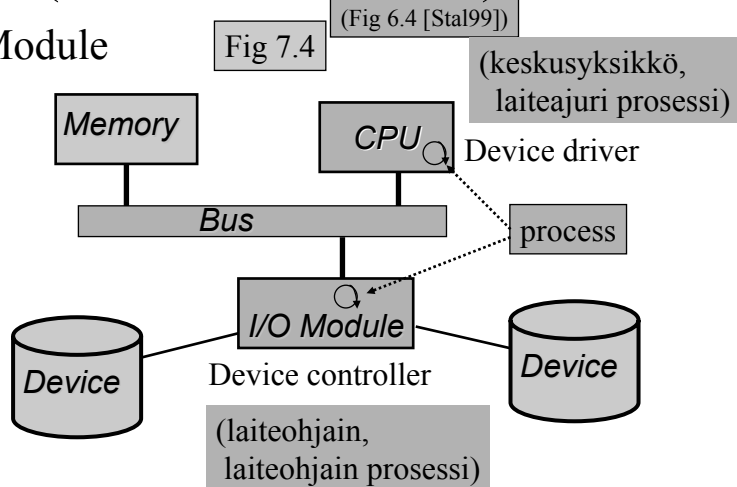 (Fig 6.4 [Stal99])
Module
Fig 7.4
(keskusyksikkö,
laiteajuri prosessi)
Memory
CPU
Device driver
Bus
process
I/O Module
Device
Device controller
Device
(laiteohjain,
laiteohjain prosessi)